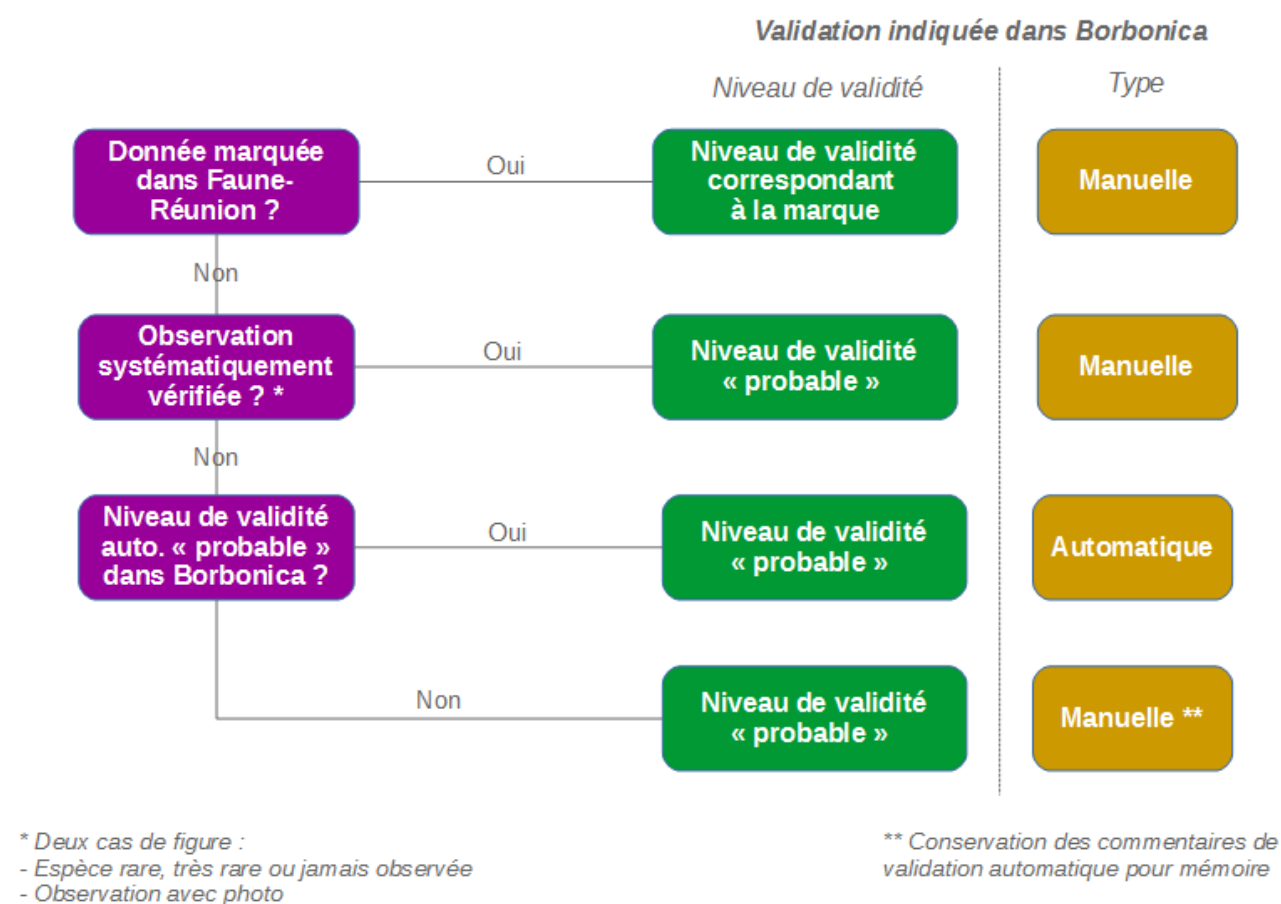 Validation indiquée dans Borbonica
Niveau de validité
Type
Donnée marquée
dans Faune-
Réunion ?
Oui
Niveau de validité
correspondant
à la marque
Manuelle
Non
Observation
systématiquement
vérifiée ? *
Oui
Niveau de validité
« probable »
Manuelle
Non
Niveau de validité
auto. « probable »
dans Borbonica ?
Oui
Niveau de validité
« probable »
Automatique
Non
Niveau de validité
« probable »
Manuelle **
* Deux cas de figure :
- Espèce rare, très rare ou jamais observée
- Observation avec photo
** Conservation des commentaires de
validation automatique pour mémoire